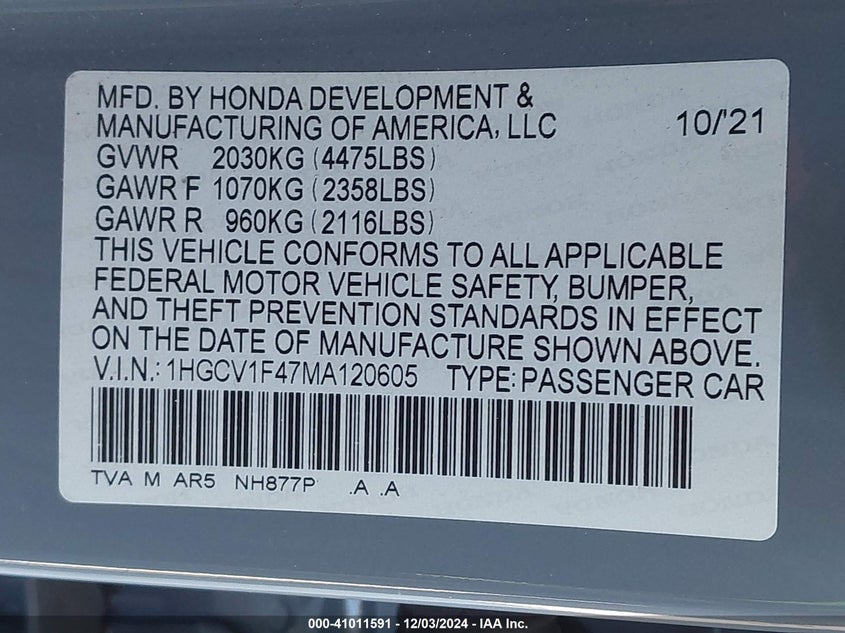 MFD. BY HONDA DEVELOPMENT &
MANUFACTURING OF AMERICA, LLC 10/'21
GVWR 2030KG (4475LBS)
GAWR F 1070KG (2358LBS)
GAWR R 960KG (2116LBS)
THIS VEHICLE CONFORMS TO ALL APPLICABLE
FEDERAL MOTOR VEHICLE SAFETY, BUMPER,
AND THEFT PREVENTION STANDARDS IN EFFECT
ON THE DATE OF MANUFACTURE SHOWN ABOVE.
V.I.N.: 1HGCV1F47MA120605 TYPE: PASSENGER CAR
TVA M AR5 NH877P .A .A
000-41011591 - 12/03/2024 - IAA Inc.